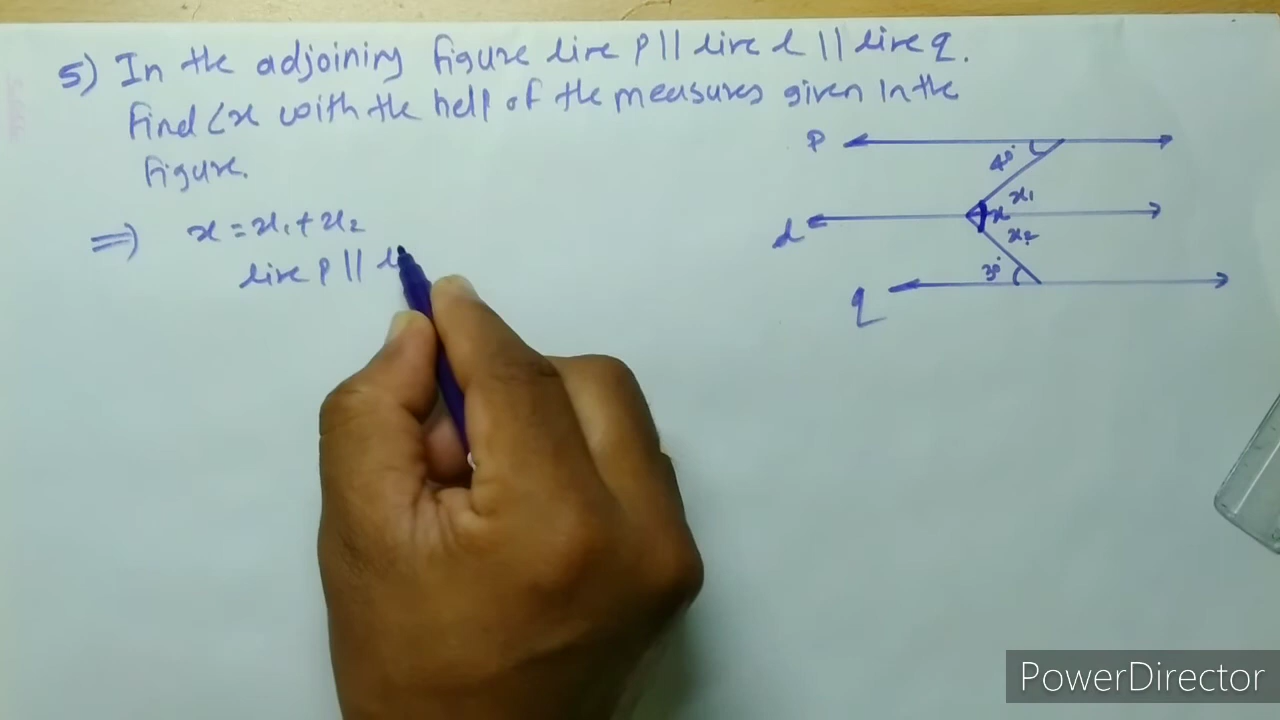 5) In the adjoining figure line p || line l || line q.
Find ∠x with the help of the measures given in the
figure.
⇒) x = x₁ + x₂
line p || li
p
40°
x₁
x
l
x₂
30°
q
PowerDirector